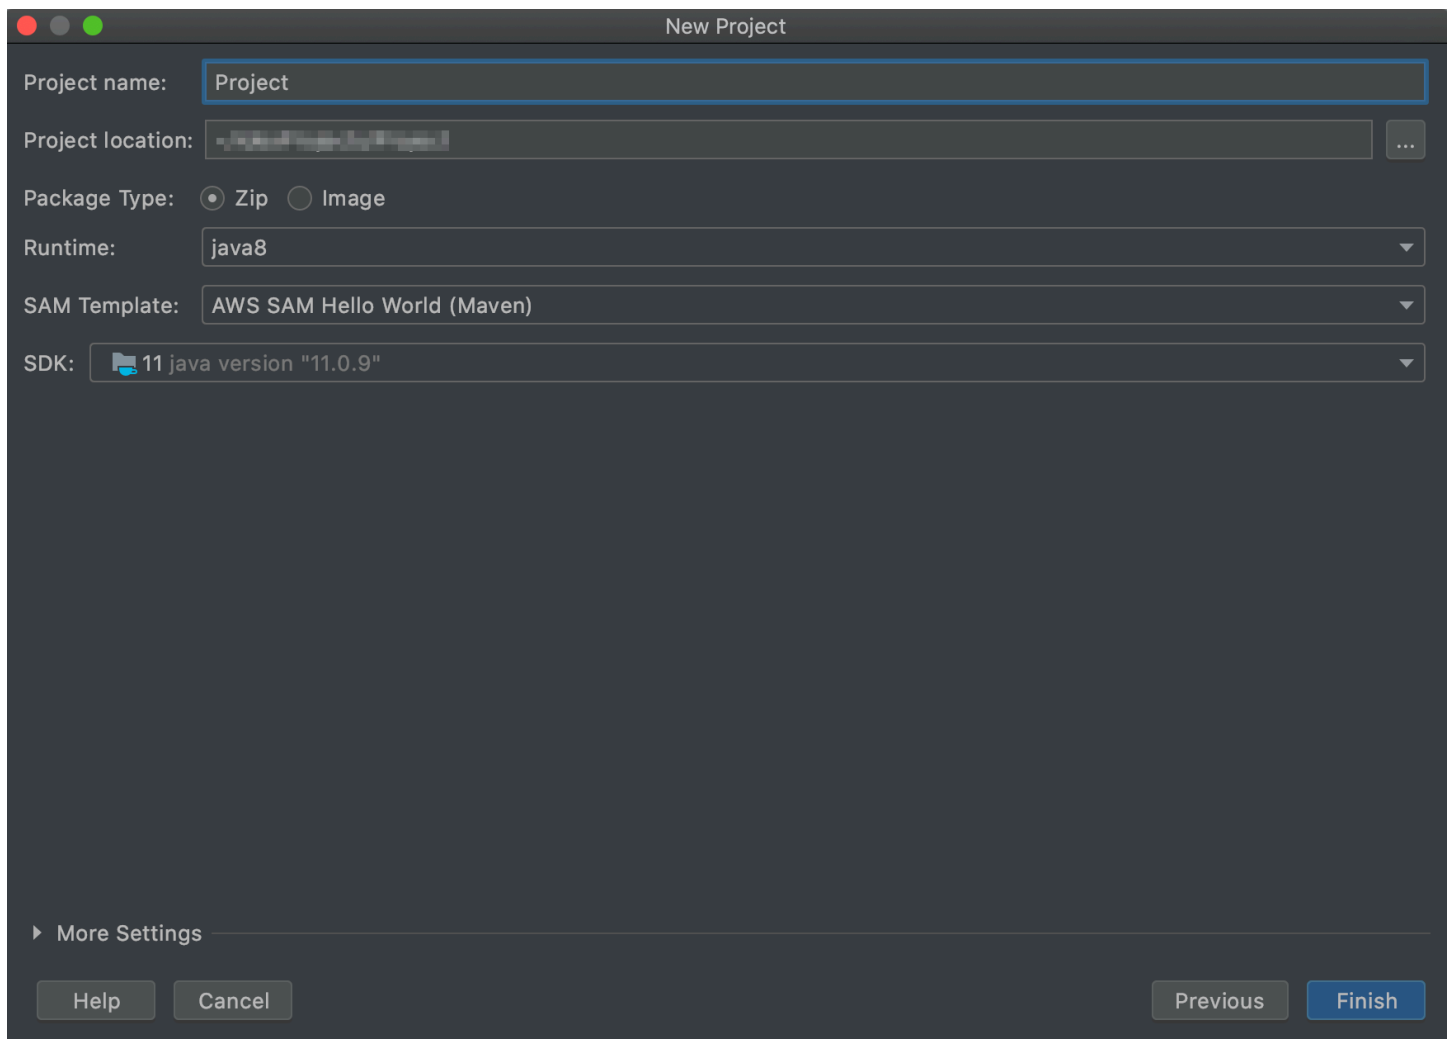 New Project
Project name: Project
Project location: ...
Package Type: Zip Image
Runtime: java8
SAM Template: AWS SAM Hello World (Maven)
SDK: 11 java version "11.0.9"
More Settings
Help Cancel Previous Finish